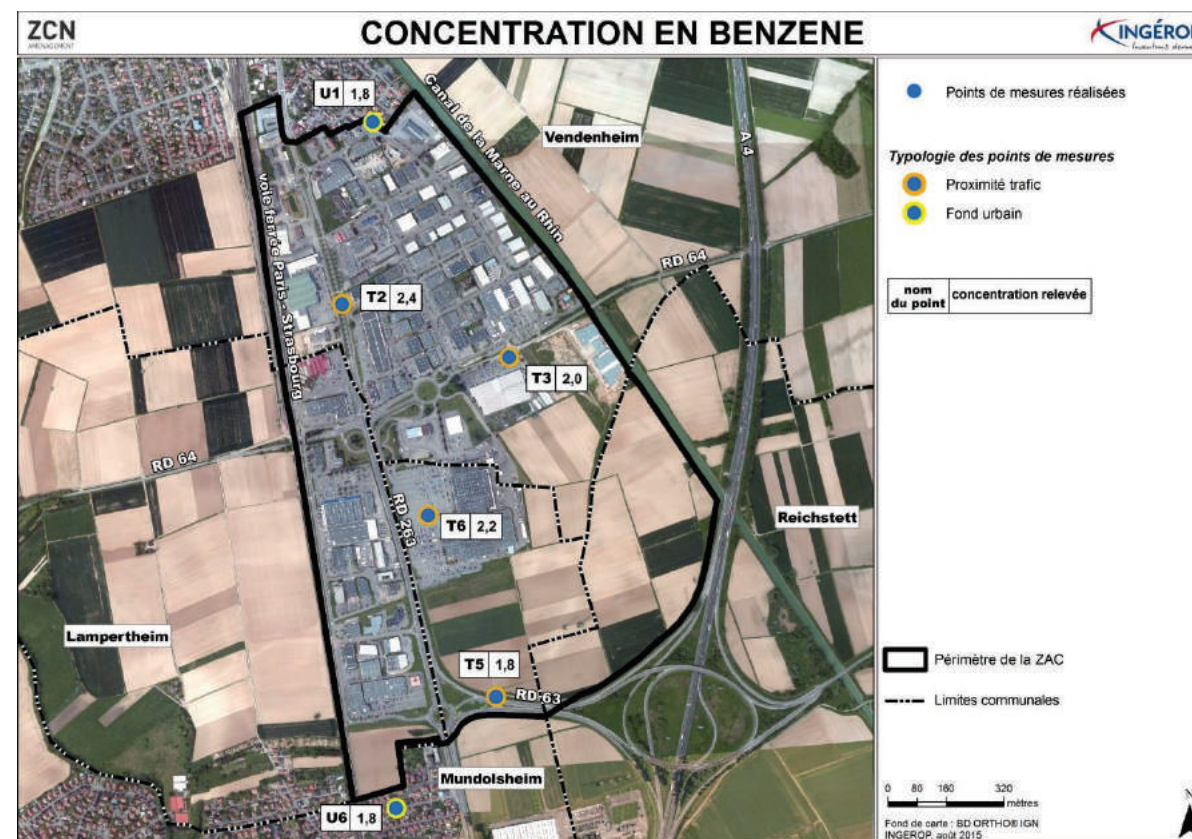 ZCN
AMÉNAGEMENT
CONCENTRATION EN BENZENE
INGÉROP
U1 1,8
Canal de la Marne au Rhin
Vendenheim
A 4
voie ferrée Paris - Strasbourg
RD 64
T2 2,4
T3 2,0
RD 64
RD 263
T6 2,2
Reichstett
Lampertheim
T5 1,8
RD 63
Mundolsheim
U6 1,8
Points de mesures réalisées
Typologie des points de mesures
Proximité trafic
Fond urbain
nom du point concentration relevée
Périmètre de la ZAC
Limites communales
0 80 160 320
mètres
Fond de carte : BD ORTHO® IGN
INGEROP, août 2015
N